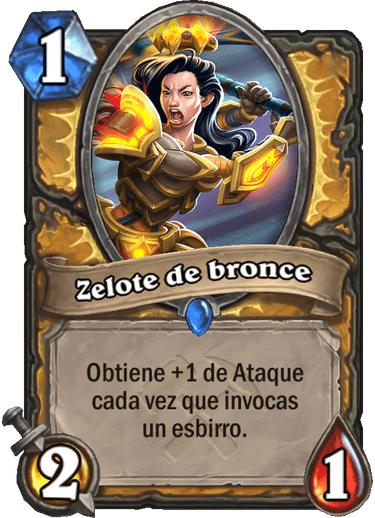 1
Zelote de bronce
Obtiene +1 de Ataque
cada vez que invocas
un esbirro.
2
1